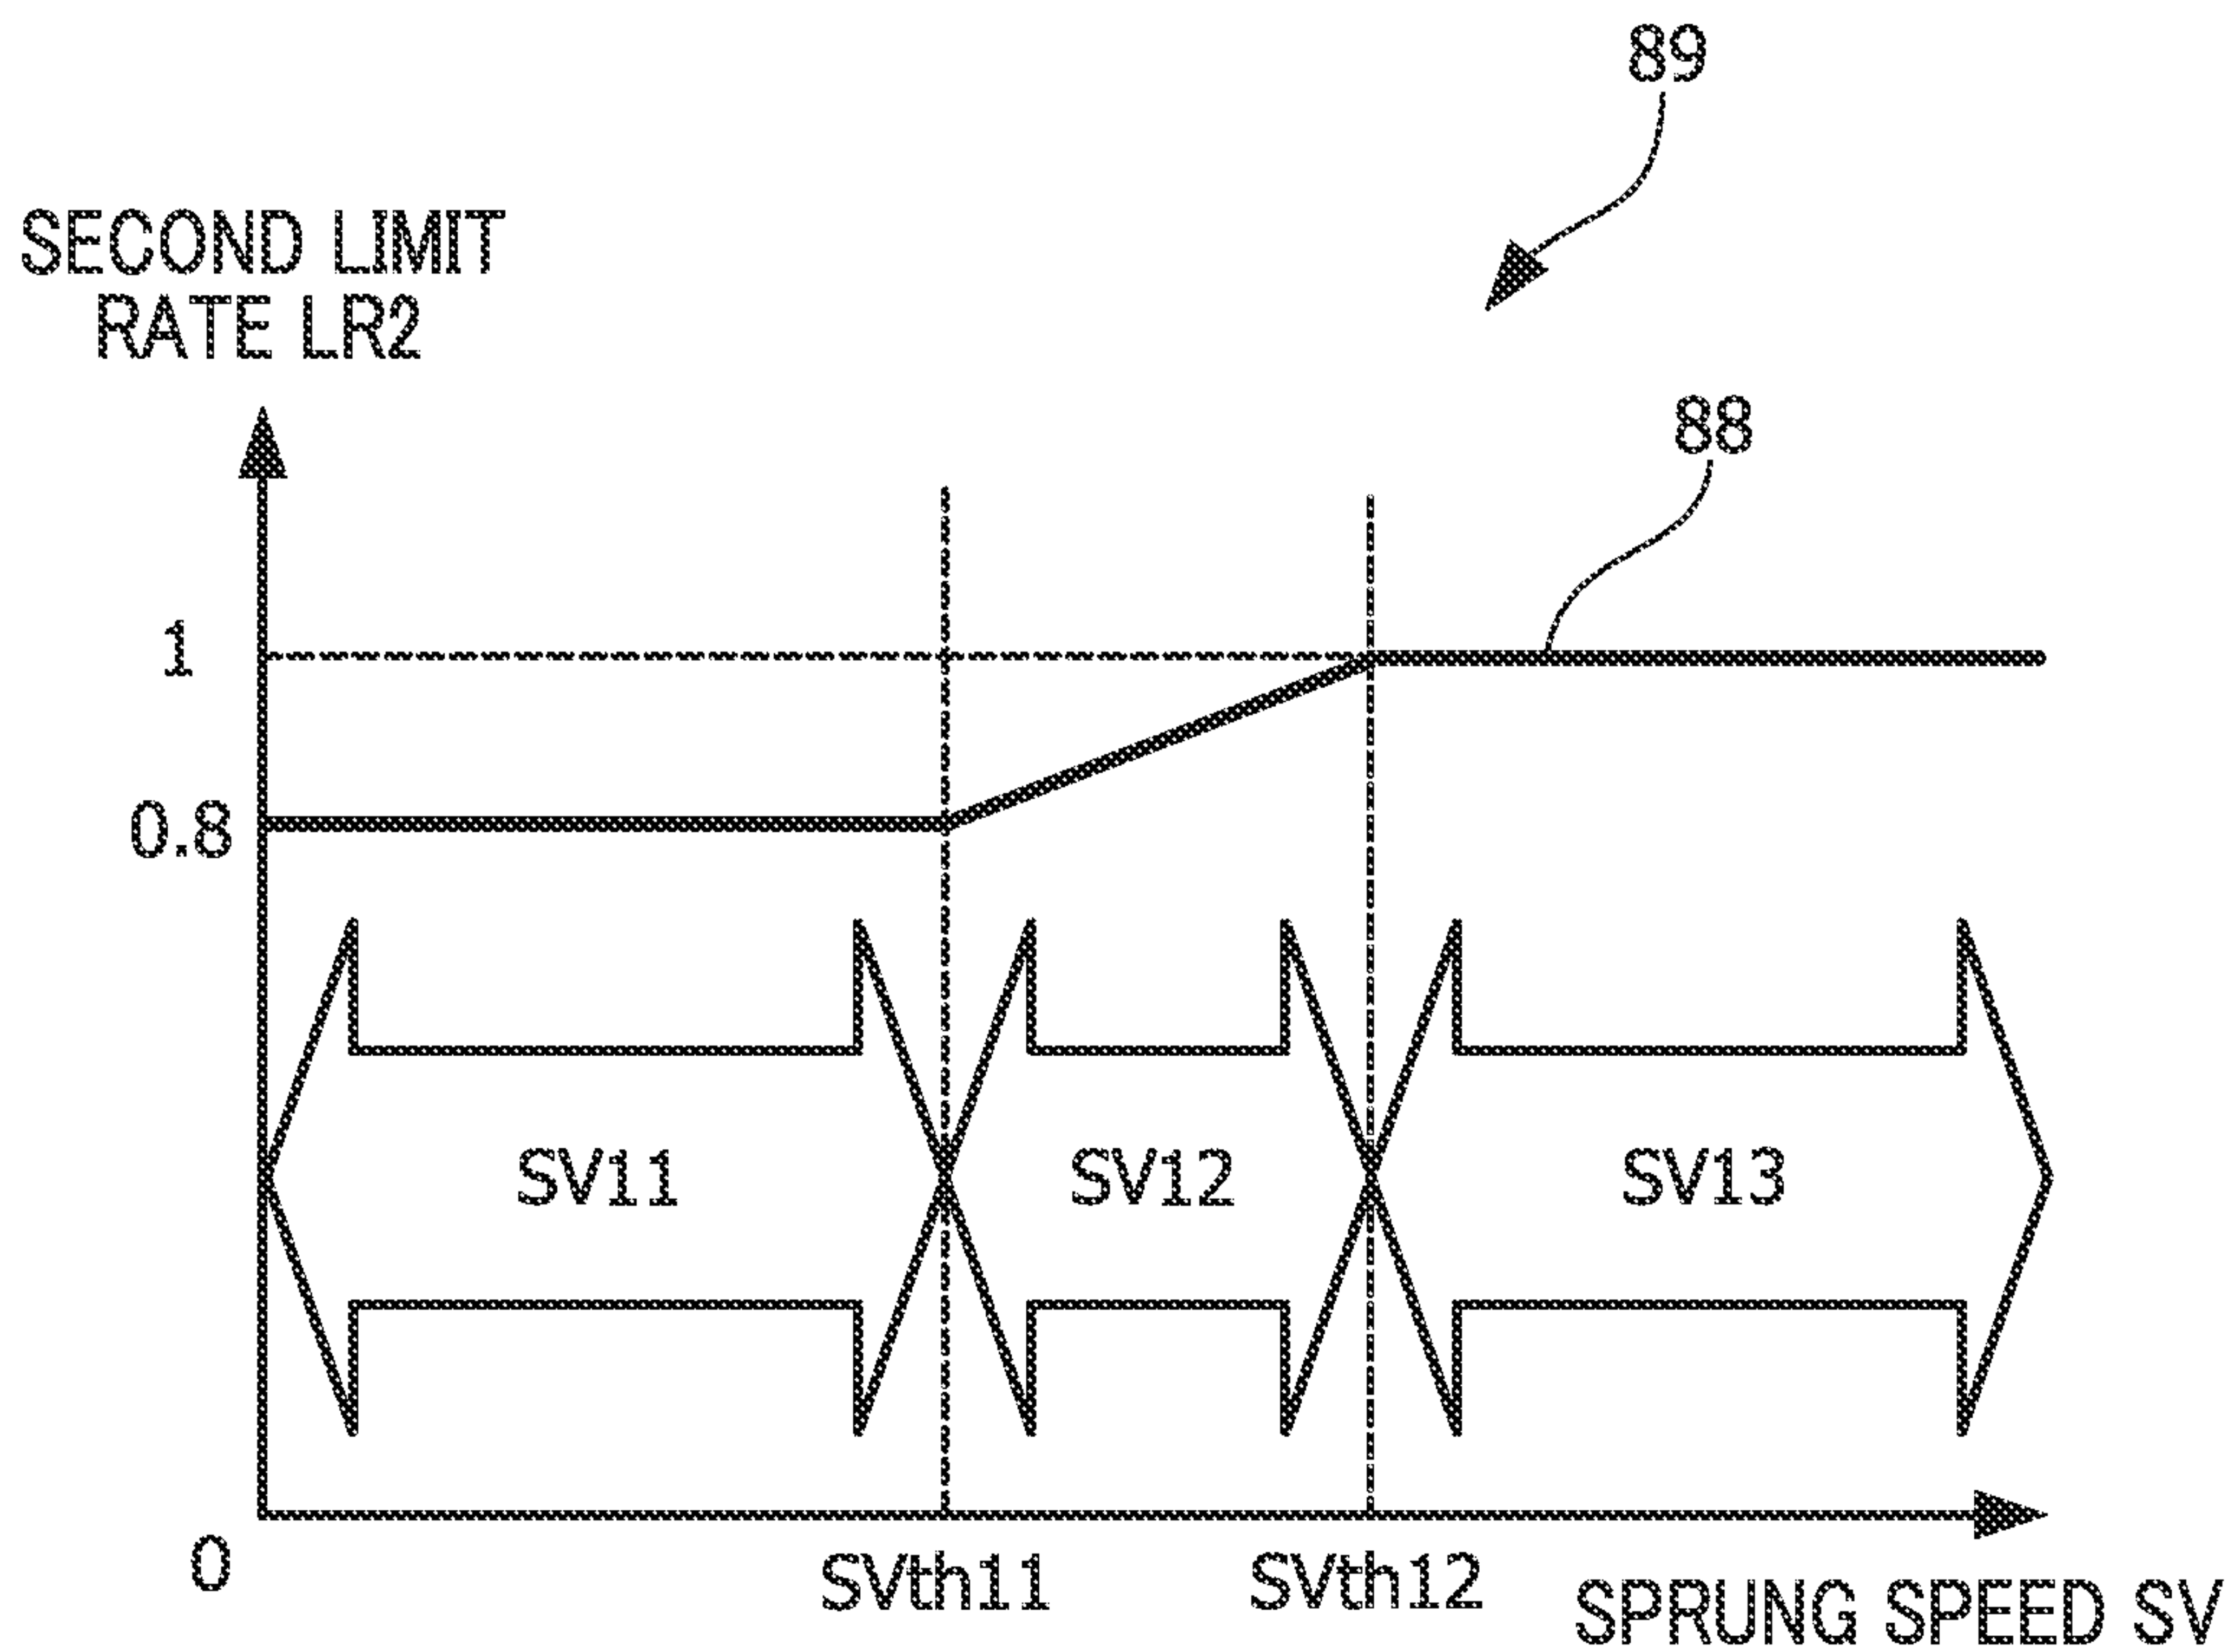 89
SECOND LIMIT
RATE LR2
88
1
0.8
SV11 SV12 SV13
0
SVth11 SVth12
SPRUNG SPEED SV